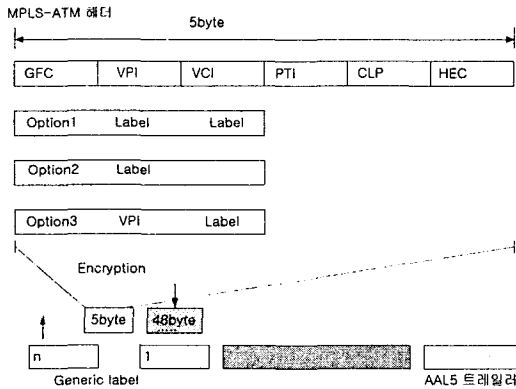 MPLS-ATM 헤더
5byte
GFC VPI VCI PTI CLP HEC
Option1 Label Label
Option2 Label
Option3 VPI Label
Encryption
5byte 48byte
n 1
Generic label AAL5 트레일러